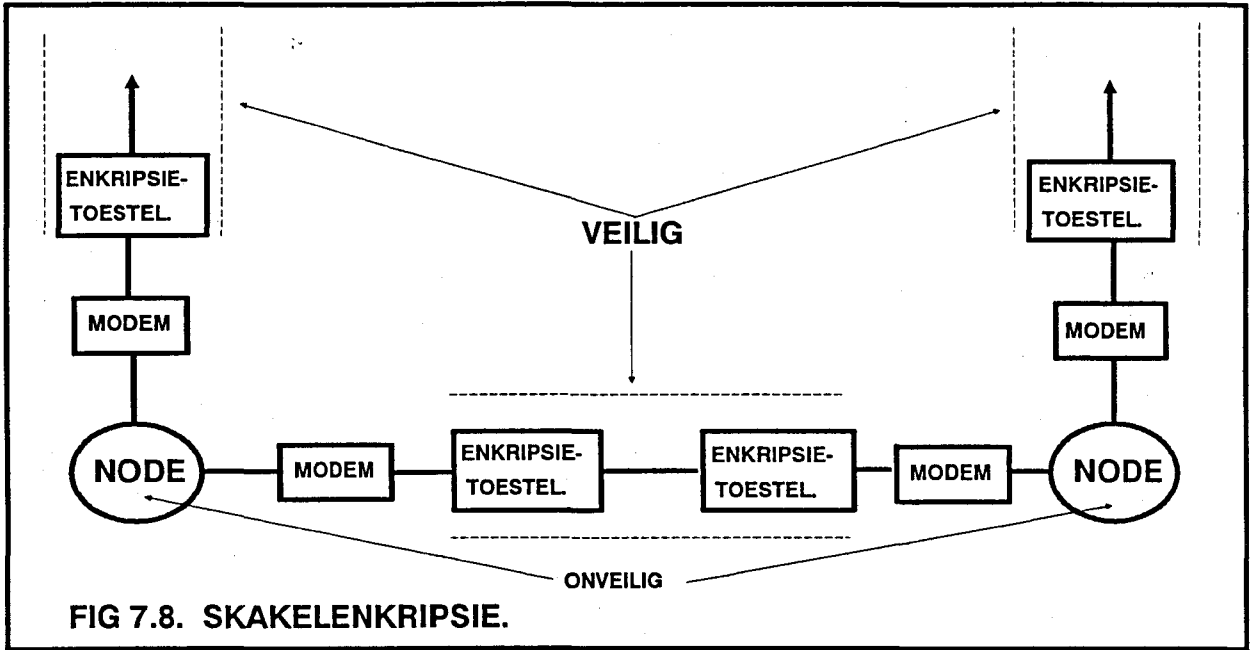 ENKRIPSIE-
TOESTEL.
ENKRIPSIE-
TOESTEL.
VEILIG
MODEM
MODEM
NODE
MODEM
ENKRIPSIE-
TOESTEL.
ENKRIPSIE-
TOESTEL.
MODEM
NODE
ONVEILIG
FIG 7.8. SKAKELENKRIPSIE.